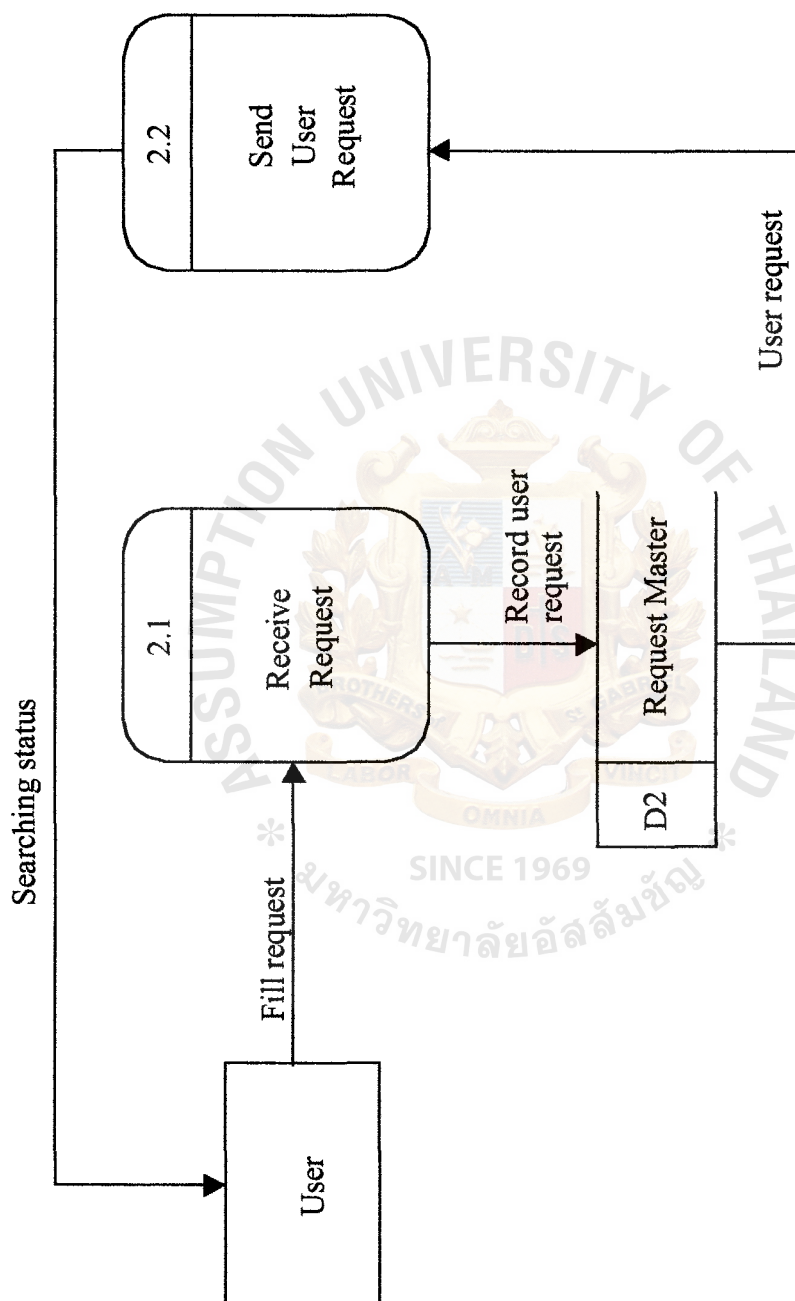 Searching status
User
Fill request
2.1
Receive
Request
Record user
request
D2
Request Master
User request
2.2
Send
User
Request
ASSUMPTION UNIVERSITY OF THAILAND
LABOR
OMNIA
VINCIT
SINCE 1969
* มหาวิทยาลัยอัสสัมชัญ *